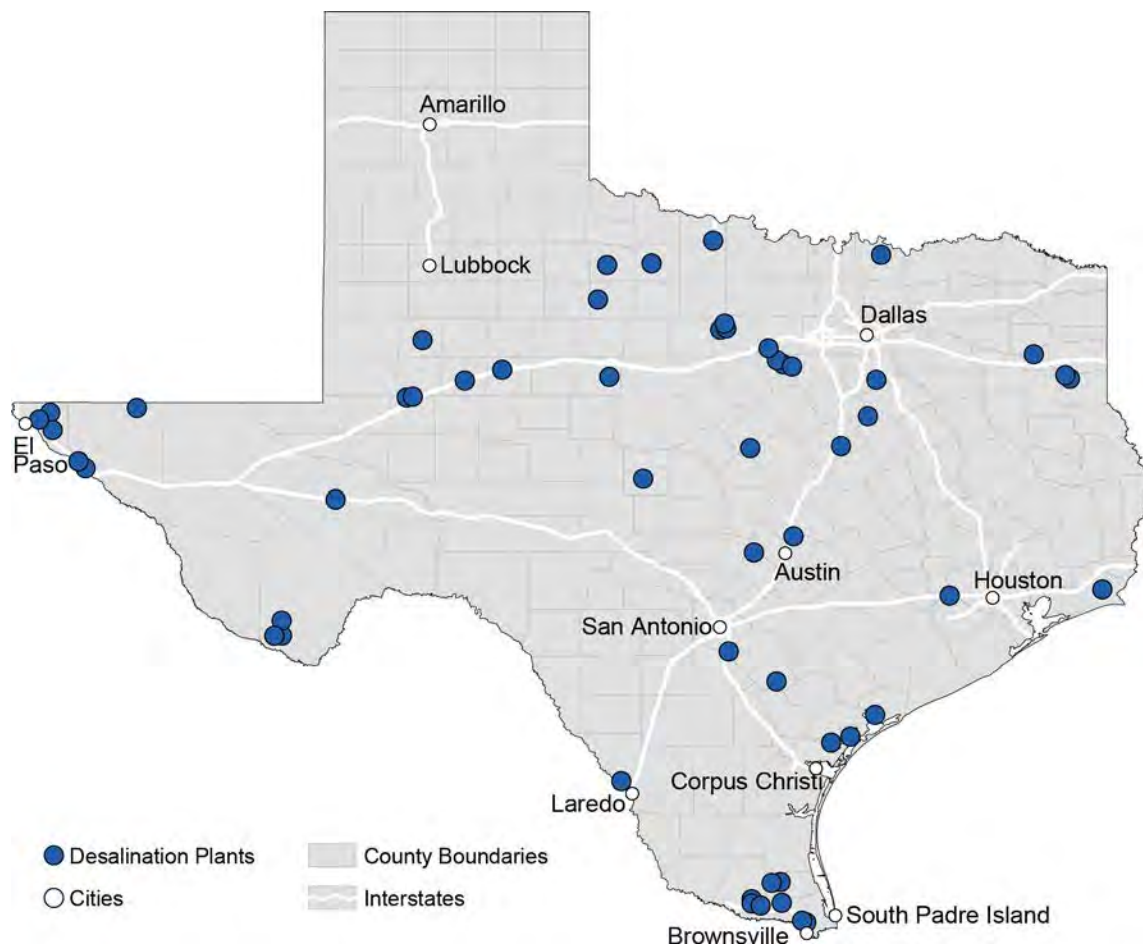 Amarillo
Lubbock
Dallas
El
Paso
Austin
Houston
San Antonio
Corpus Christi
Laredo
Desalination Plants
County Boundaries
Cities
Interstates
South Padre Island
Brownsville